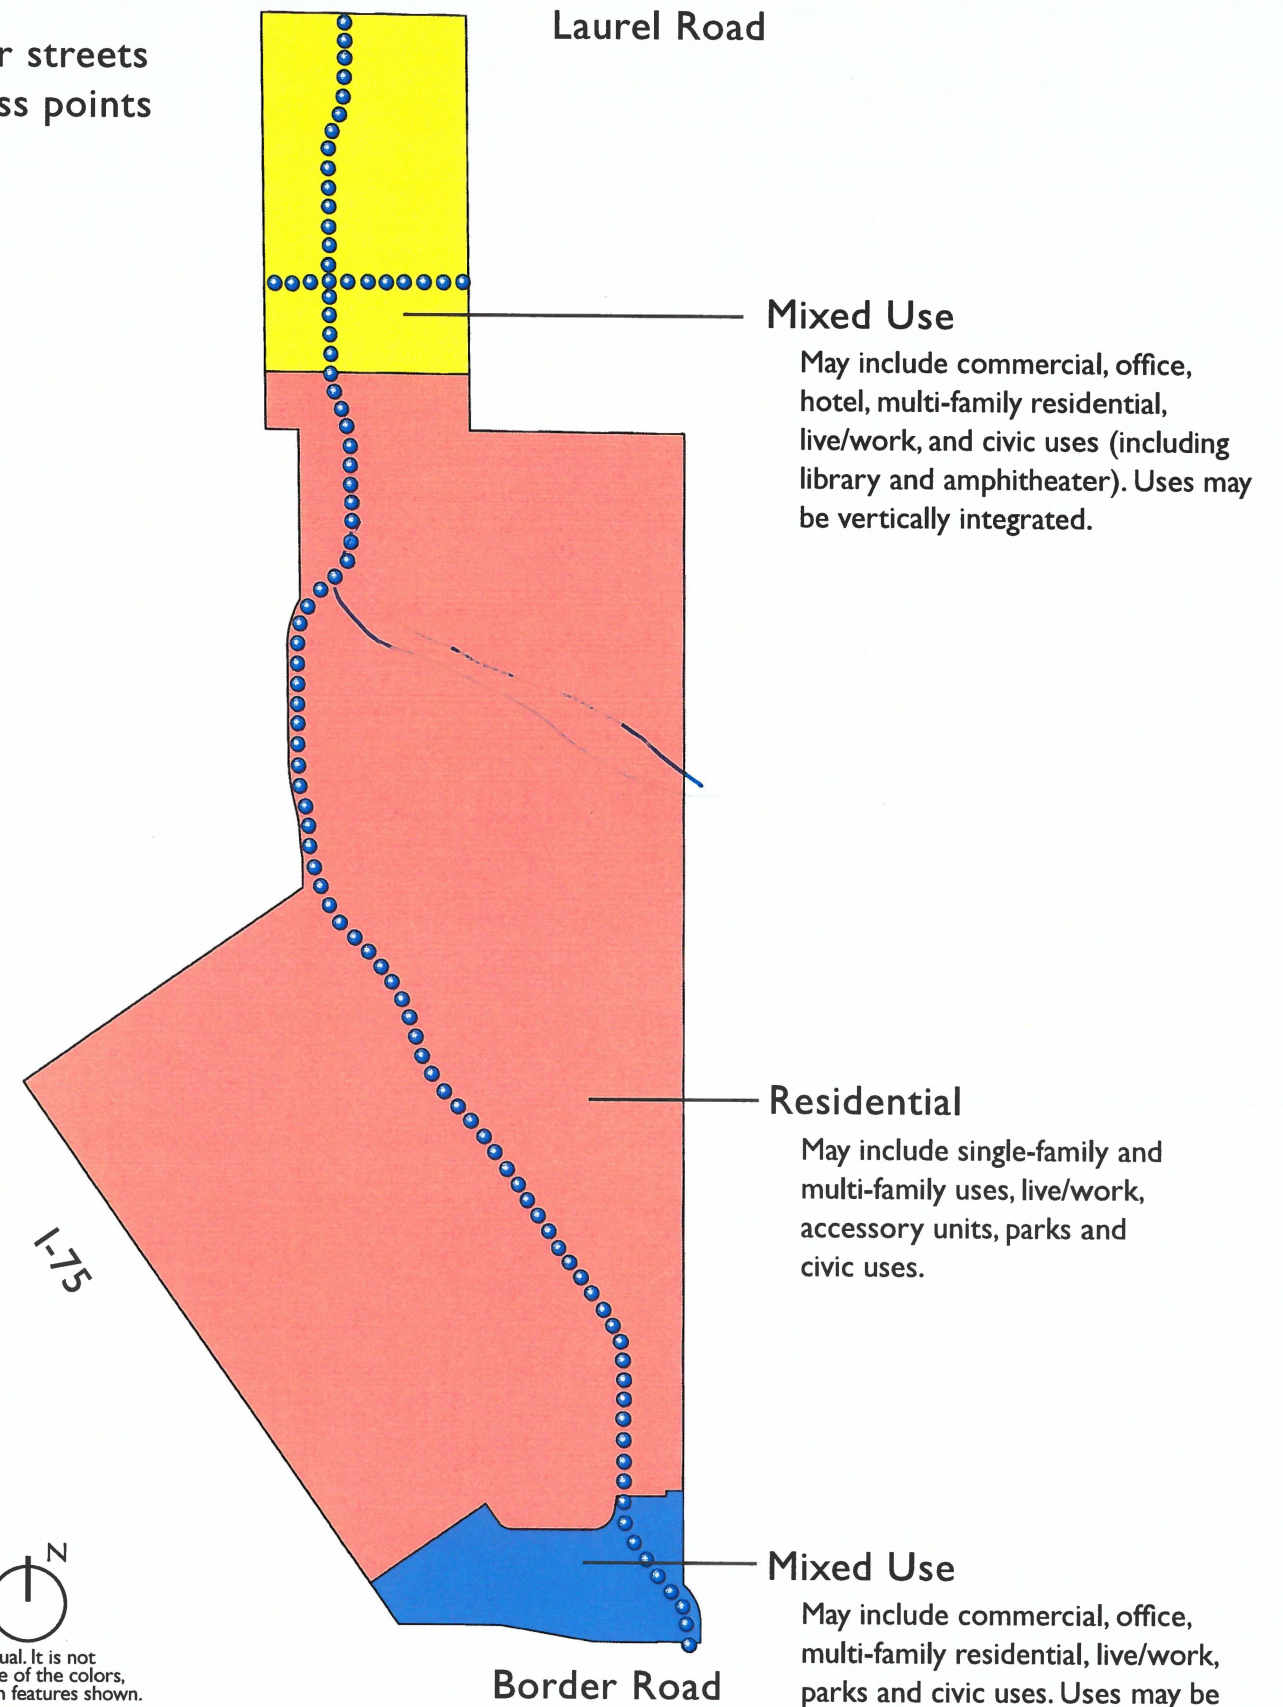 Laurel Road
r streets
ss points
Mixed Use
May include commercial, office,
hotel, multi-family residential,
live/work, and civic uses (including
library and amphitheater). Uses may
be vertically integrated.
Residential
May include single-family and
multi-family uses, live/work,
accessory units, parks and
civic uses.
I-75
N
ual. It is not
e of the colors,
n features shown.
Mixed Use
May include commercial, office,
multi-family residential, live/work,
parks and civic uses. Uses may be
Border Road